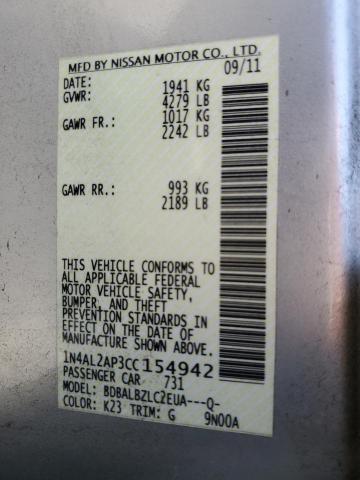 MFD BY NISSAN MOTOR CO., LTD.
DATE: 09/11
GVWR: 1941 KG
4279 LB
GAWR FR.: 1017 KG
2242 LB
GAWR RR.: 993 KG
2189 LB
THIS VEHICLE CONFORMS TO
ALL APPLICABLE FEDERAL
MOTOR VEHICLE SAFETY,
BUMPER, AND THEFT
PREVENTION STANDARDS IN
EFFECT ON THE DATE OF
MANUFACTURE SHOWN ABOVE.
1N4AL2AP3CC154942
PASSENGER CAR 731
MODEL: BDBALBZLC2EUA---Q-
COLOR: K23 TRIM: G 9N00A